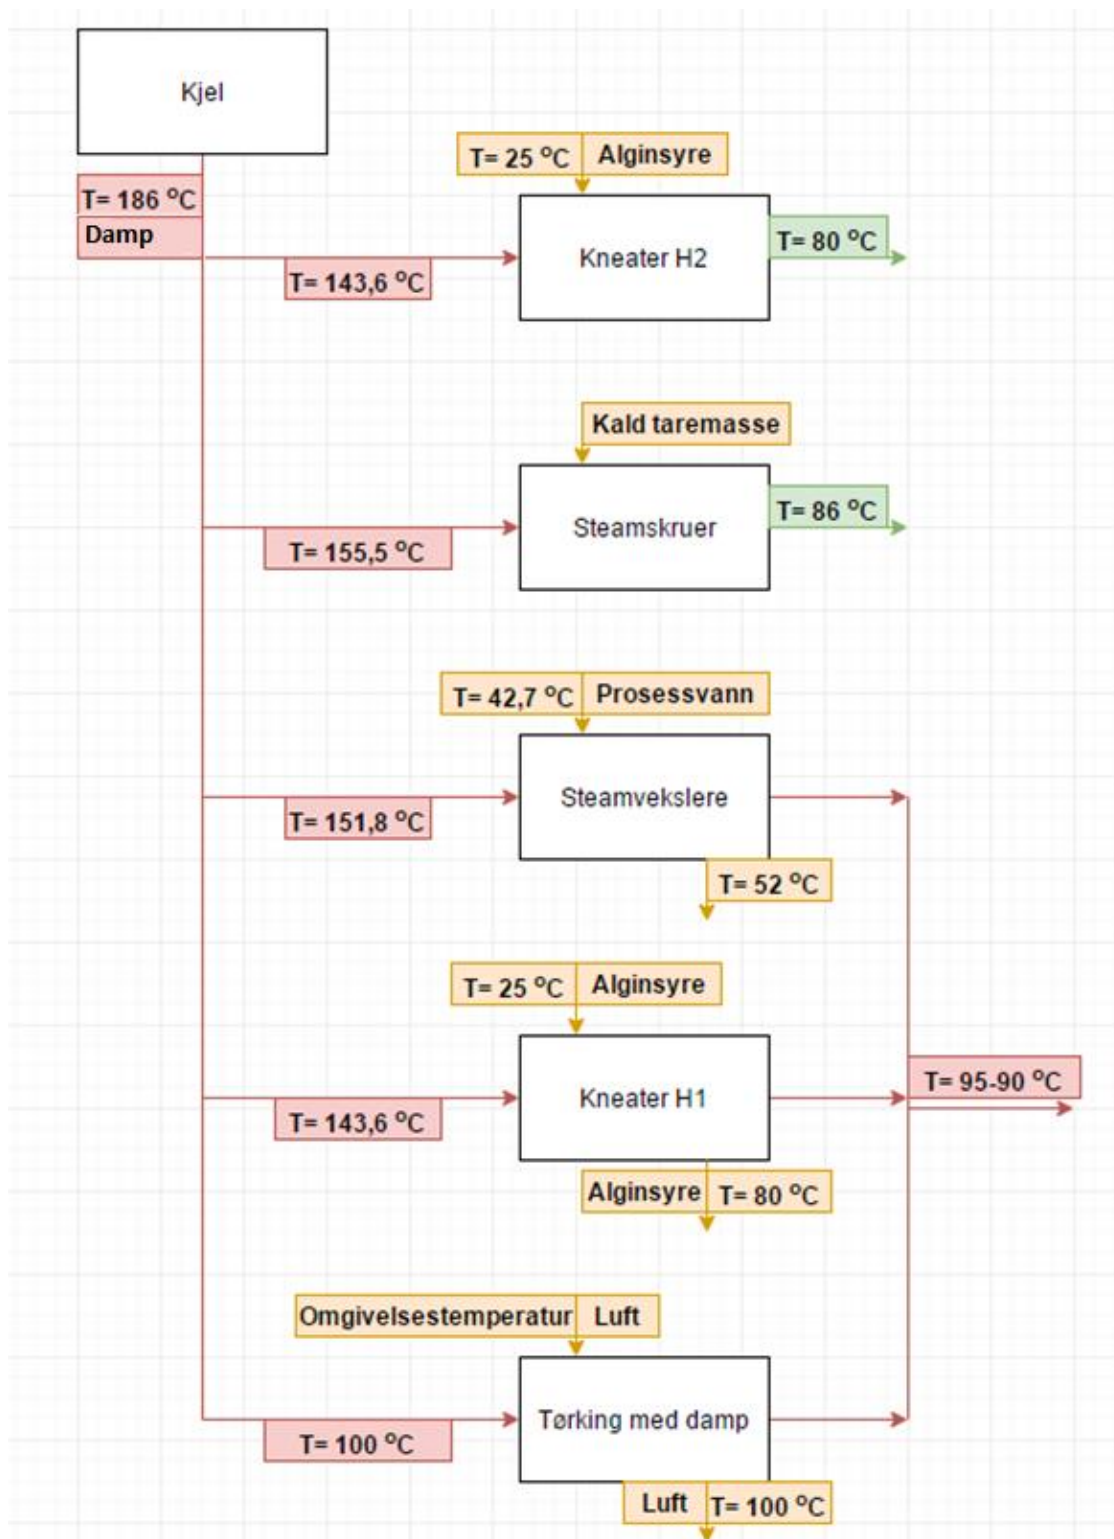 Kjel
T= 186 °C
Damp
T= 25 °C Alginsyre
Kneater H2
T= 80 °C
T= 143,6 °C
Kald taremasse
Steamskruer
T= 86 °C
T= 155,5 °C
T= 42,7 °C Prosessvann
Steamvekslere
T= 151,8 °C
T= 52 °C
T= 25 °C Alginsyre
Kneater H1
T= 95-90 °C
T= 143,6 °C
Alginsyre T= 80 °C
Omgivelsestemperatur Luft
Tørking med damp
T= 100 °C
Luft T= 100 °C